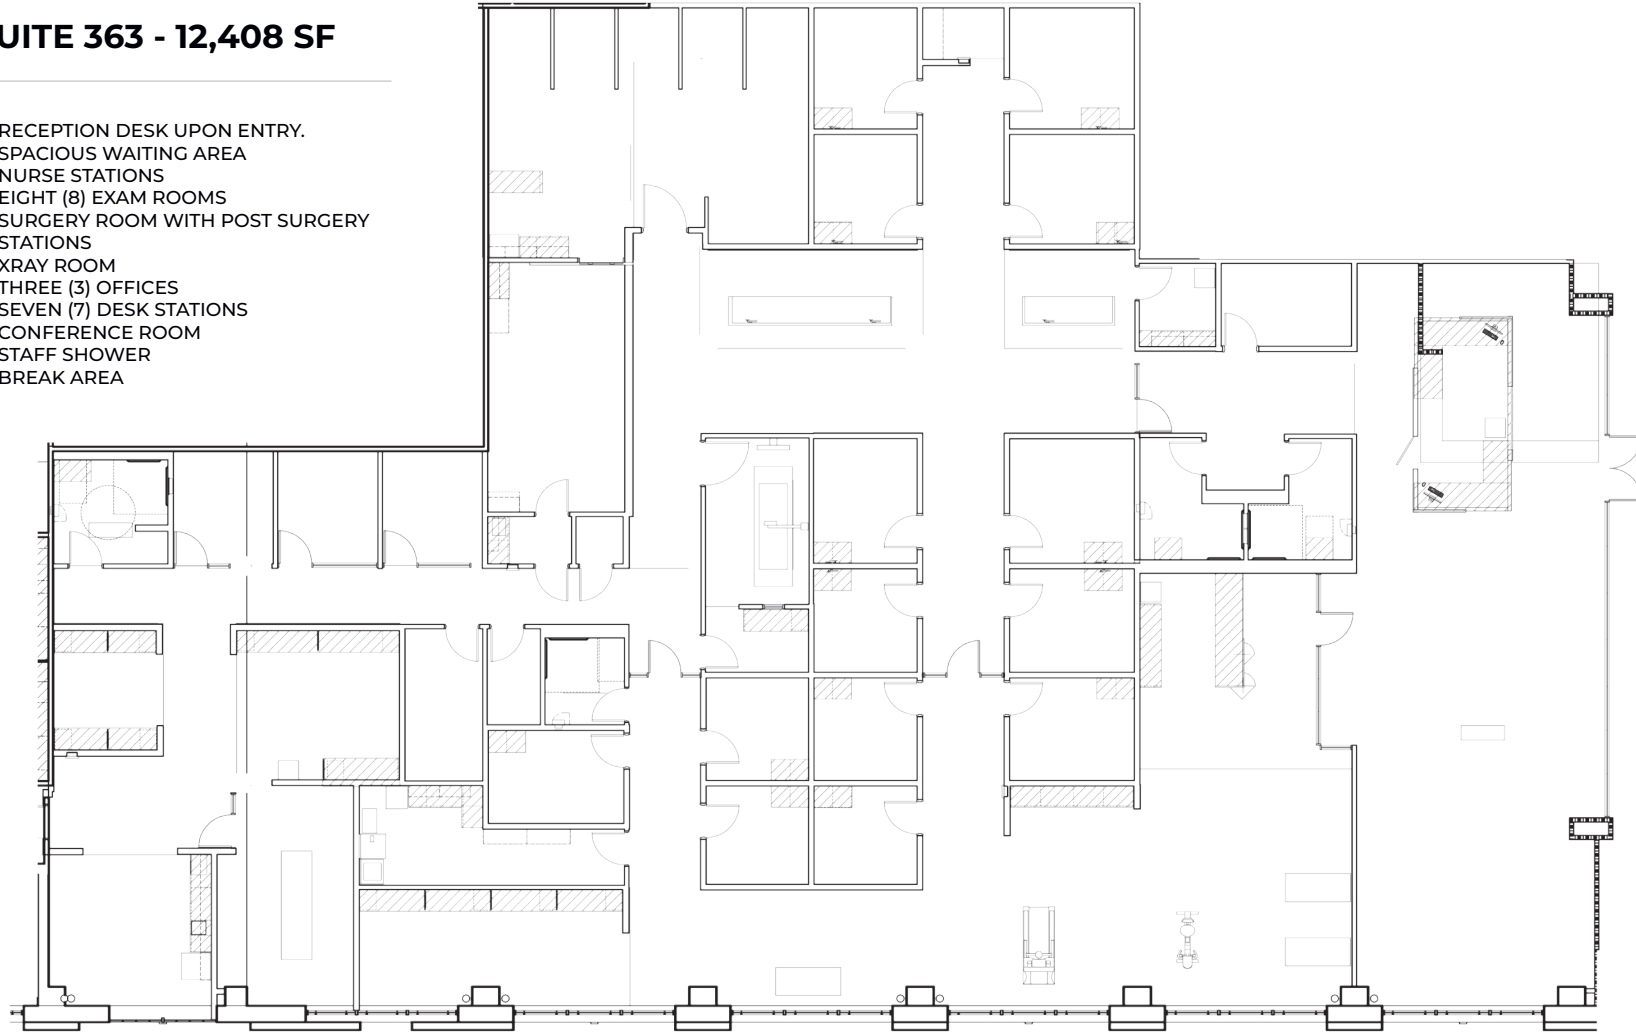 UITE 363 - 12,408 SF
RECEPTION DESK UPON ENTRY.
SPACIOUS WAITING AREA
NURSE STATIONS
EIGHT (8) EXAM ROOMS
SURGERY ROOM WITH POST SURGERY
STATIONS
XRAY ROOM
THREE (3) OFFICES
SEVEN (7) DESK STATIONS
CONFERENCE ROOM
STAFF SHOWER
BREAK AREA